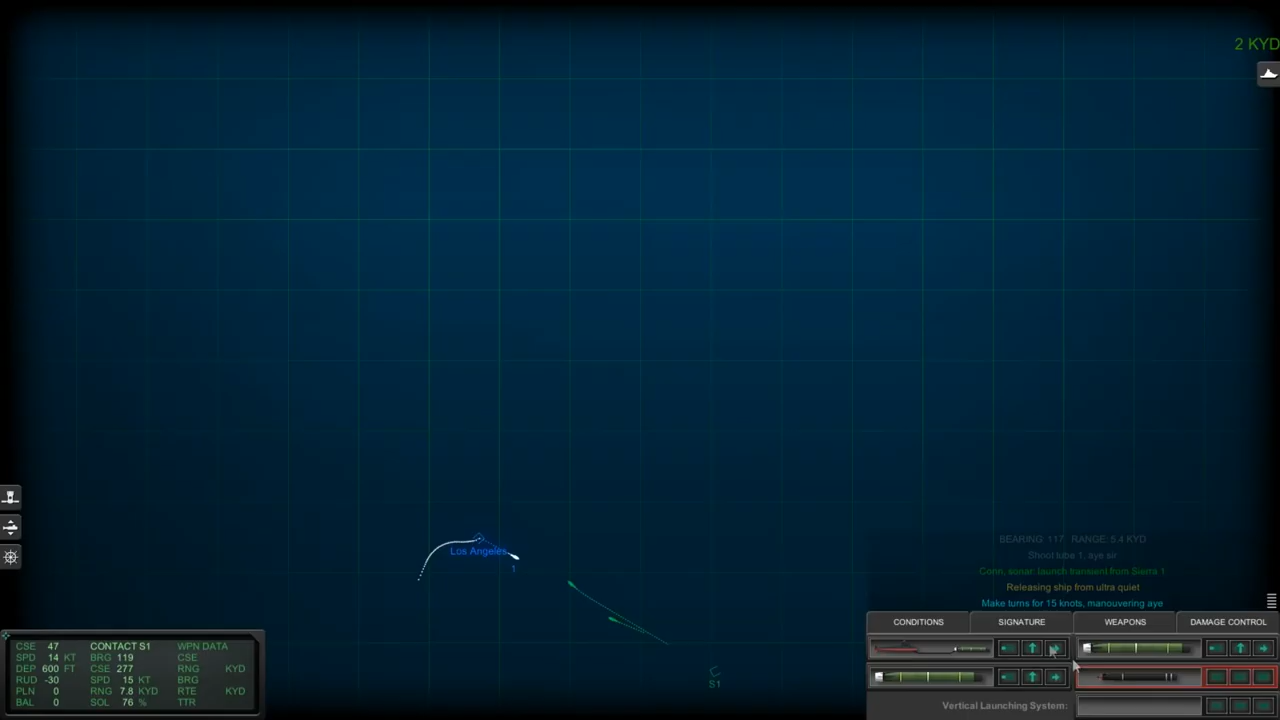 2 KYD
Los Angeles
1
S1
BEARING: 117 RANGE: 5.4 KYD
Shoot tube 1, aye sir
Conn, sonar: launch transient from Sierra 1
Releasing ship from ultra quiet
Make turns for 15 knots, manouvering aye
CONDITIONS SIGNATURE WEAPONS DAMAGE CONTROL
Vertical Launching System:
CSE 47 CONTACT S1 WPN DATA
SPD 14 KT BRG 119 CSE
DEP 600 FT CSE 277 RNG KYD
RUD -30 SPD 15 KT BRG
PLN 0 RNG 7.8 KYD RTE KYD
BAL 0 SOL 76 % TTR